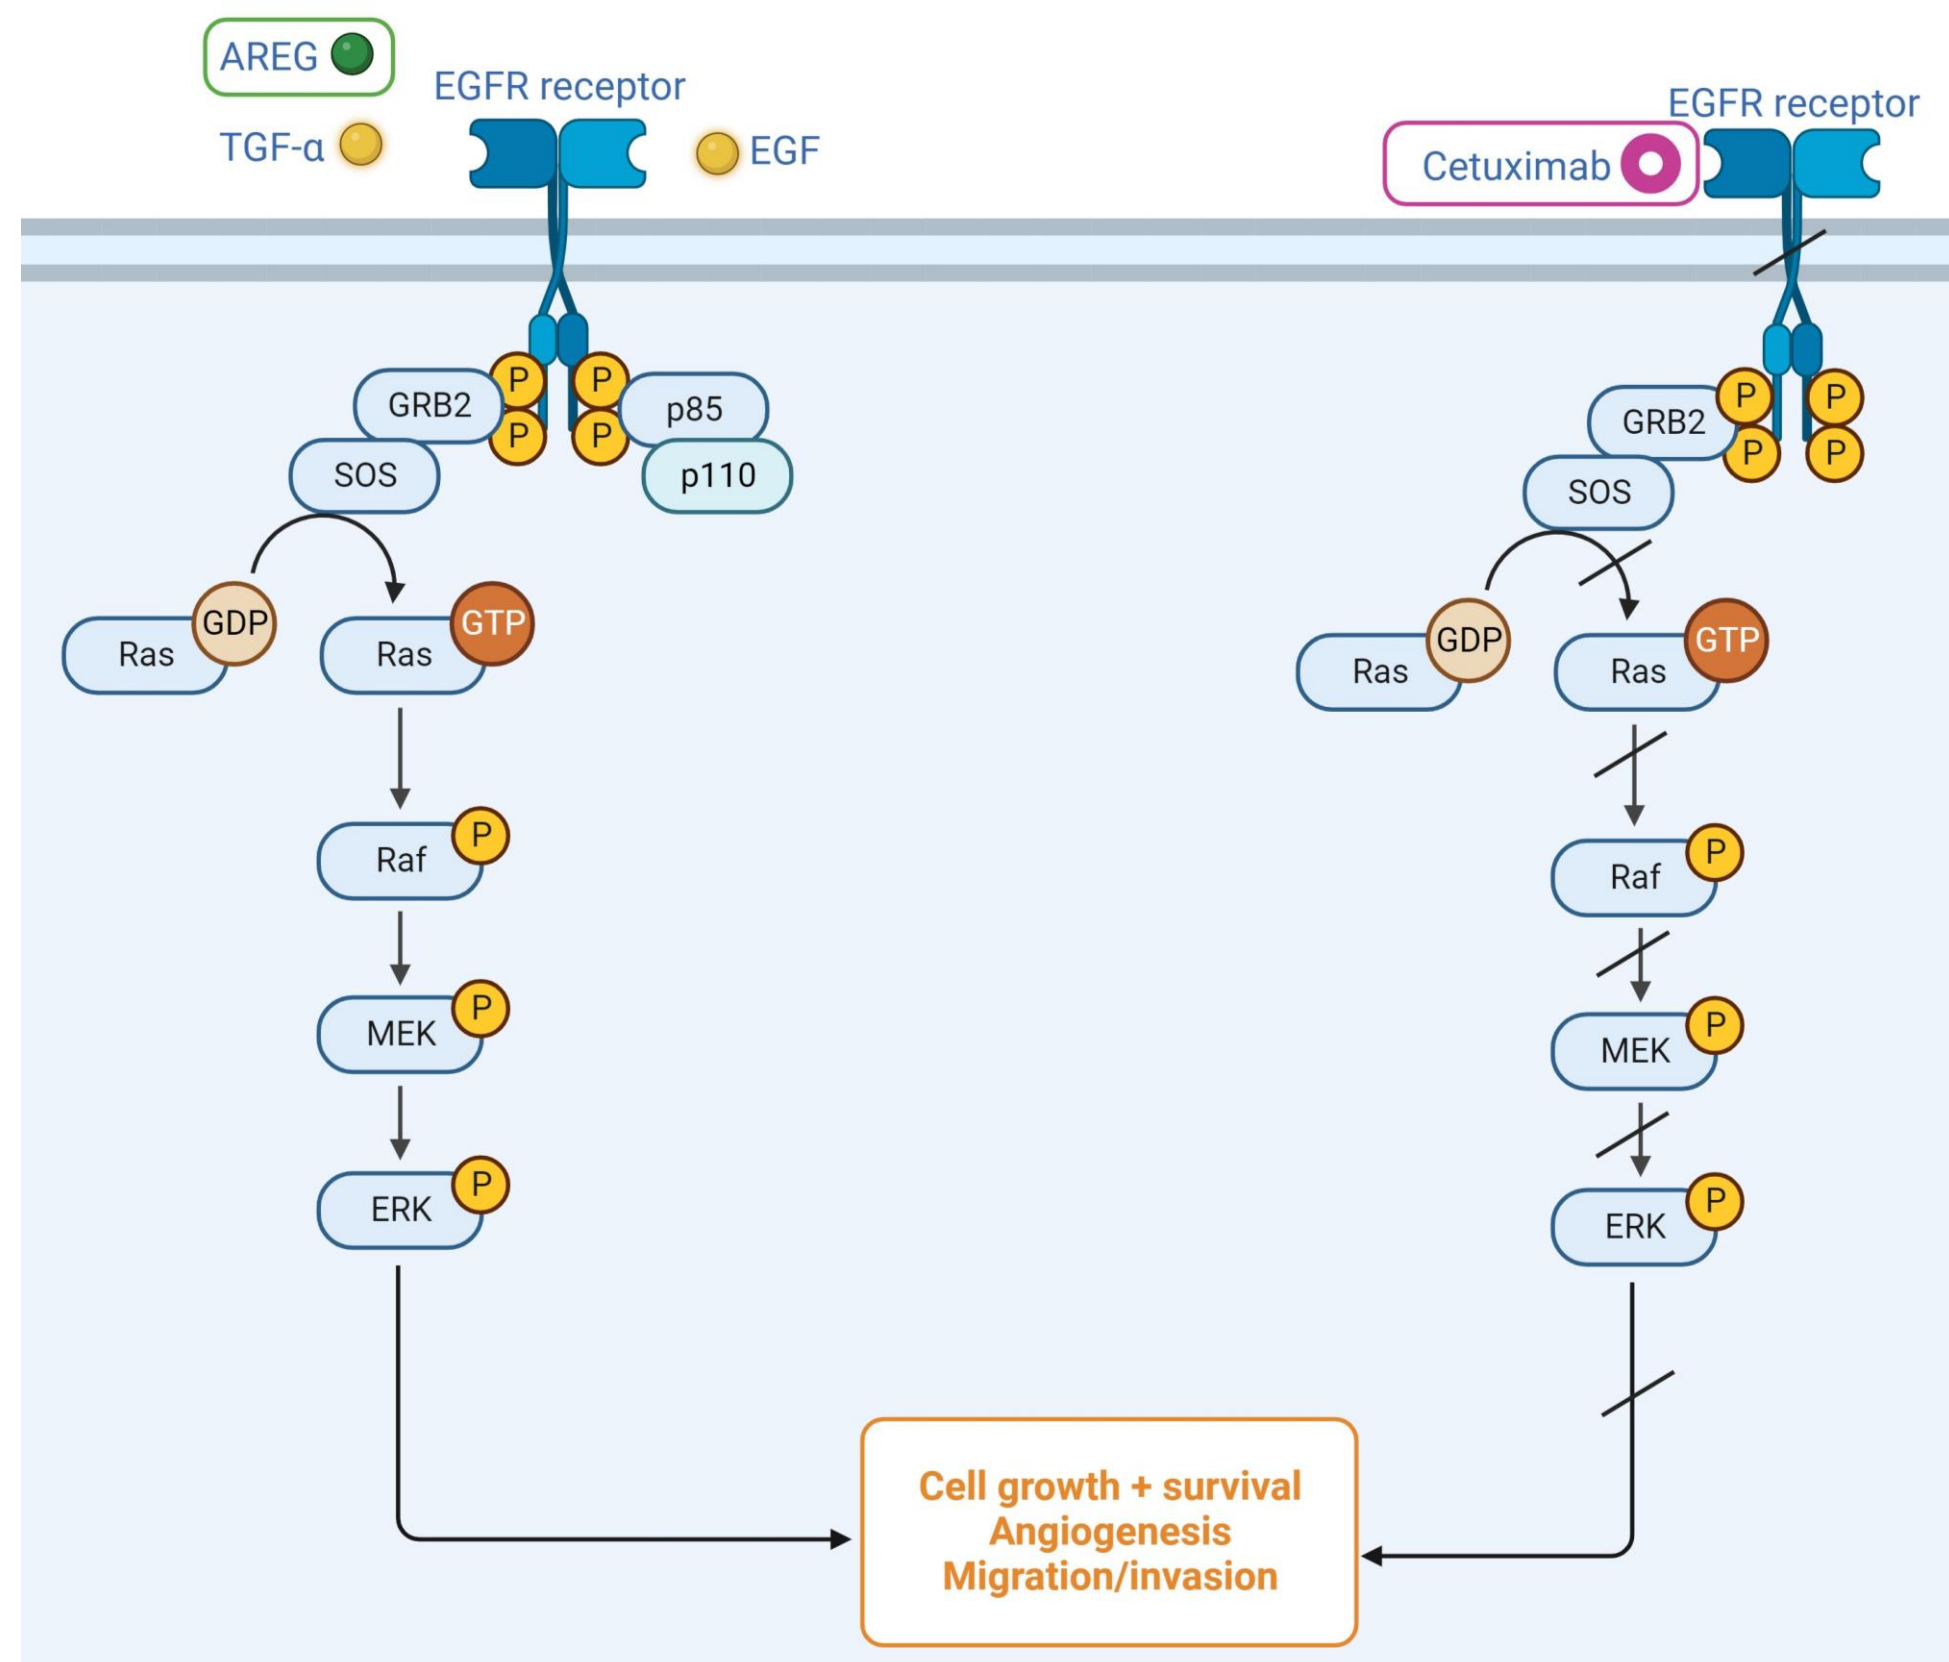 AREG
EGFR receptor
TGF-α
EGF
EGFR receptor
Cetuximab
P
P
GRB2
p85
P
P
SOS
p110
P
P
GRB2
P
P
SOS
GDP
GTP
Ras
Ras
GDP
GTP
Ras
Ras
P
Raf
P
Raf
P
MEK
P
MEK
P
ERK
P
ERK
Cell growth + survival
Angiogenesis
Migration/invasion